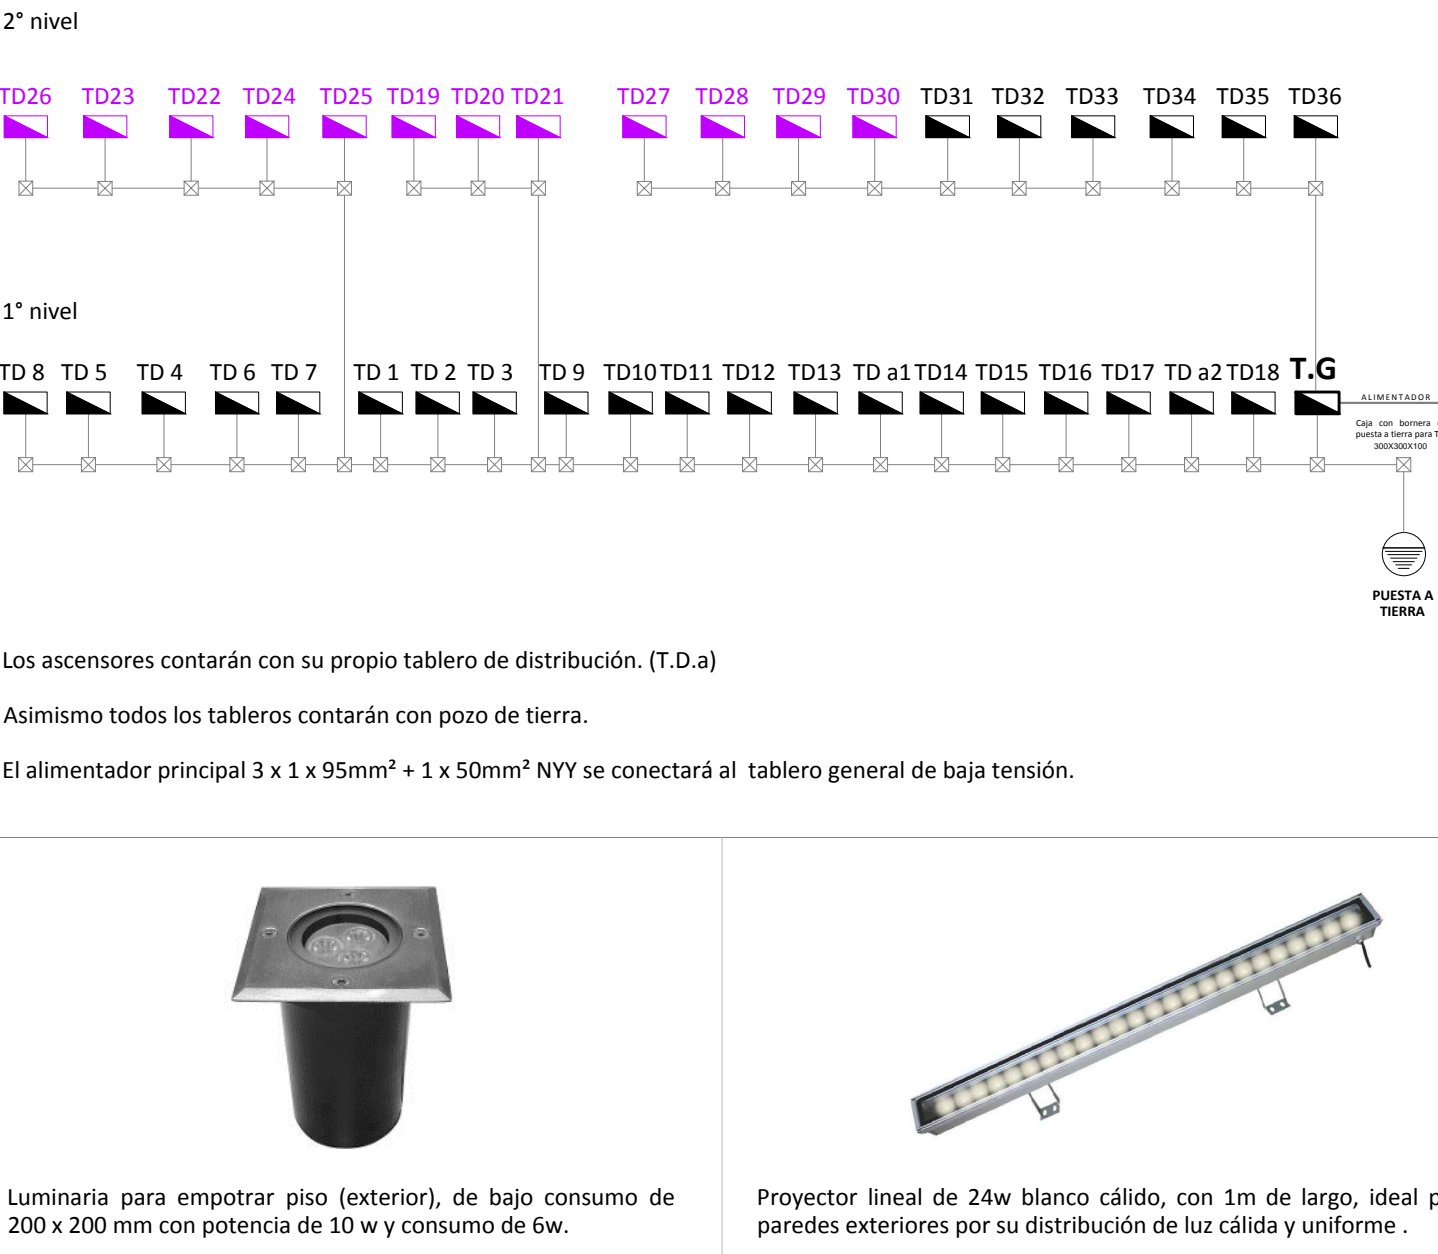 2° nivel
TD26 TD23 TD22 TD24 TD25 TD19 TD20 TD21 TD27 TD28 TD29 TD30 TD31 TD32 TD33 TD34 TD35 TD36
1° nivel
TD 8 TD 5 TD 4 TD 6 TD 7 TD 1 TD 2 TD 3 TD 9 TD10 TD11 TD12 TD13 TD a1 TD14 TD15 TD16 TD17 TD a2 TD18 T.G
ALIMENTADOR
Caja con bornera
puesta a tierra para T
300X300X100
PUESTA A
TIERRA
Los ascensores contarán con su propio tablero de distribución. (T.D.a)
Asimismo todos los tableros contarán con pozo de tierra.
El alimentador principal 3 x 1 x 95mm² + 1 x 50mm² NYY se conectará al tablero general de baja tensión.
Luminaria para empotrar piso (exterior), de bajo consumo de
200 x 200 mm con potencia de 10 w y consumo de 6w.
Proyector lineal de 24w blanco cálido, con 1m de largo, ideal p
paredes exteriores por su distribución de luz cálida y uniforme .